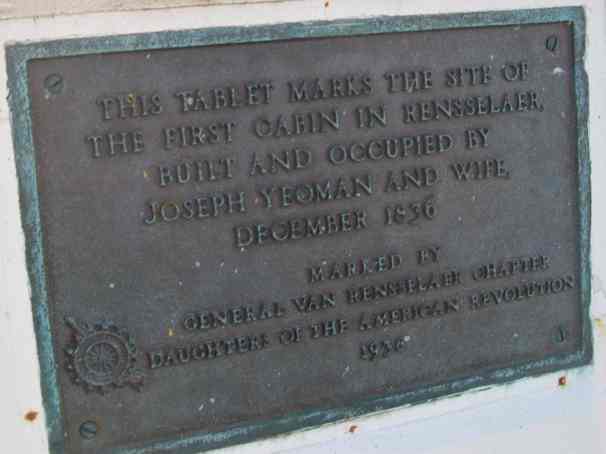 THIS TABLET MARKS THE SITE OF
THE FIRST CABIN IN RENSSELAER,
BUILT AND OCCUPIED BY
JOSEPH YEOMAN AND WIFE,
DECEMBER 1836
MARKED BY
GENERAL VAN RENSSELAER CHAPTER
DAUGHTERS OF THE AMERICAN REVOLUTION
1936